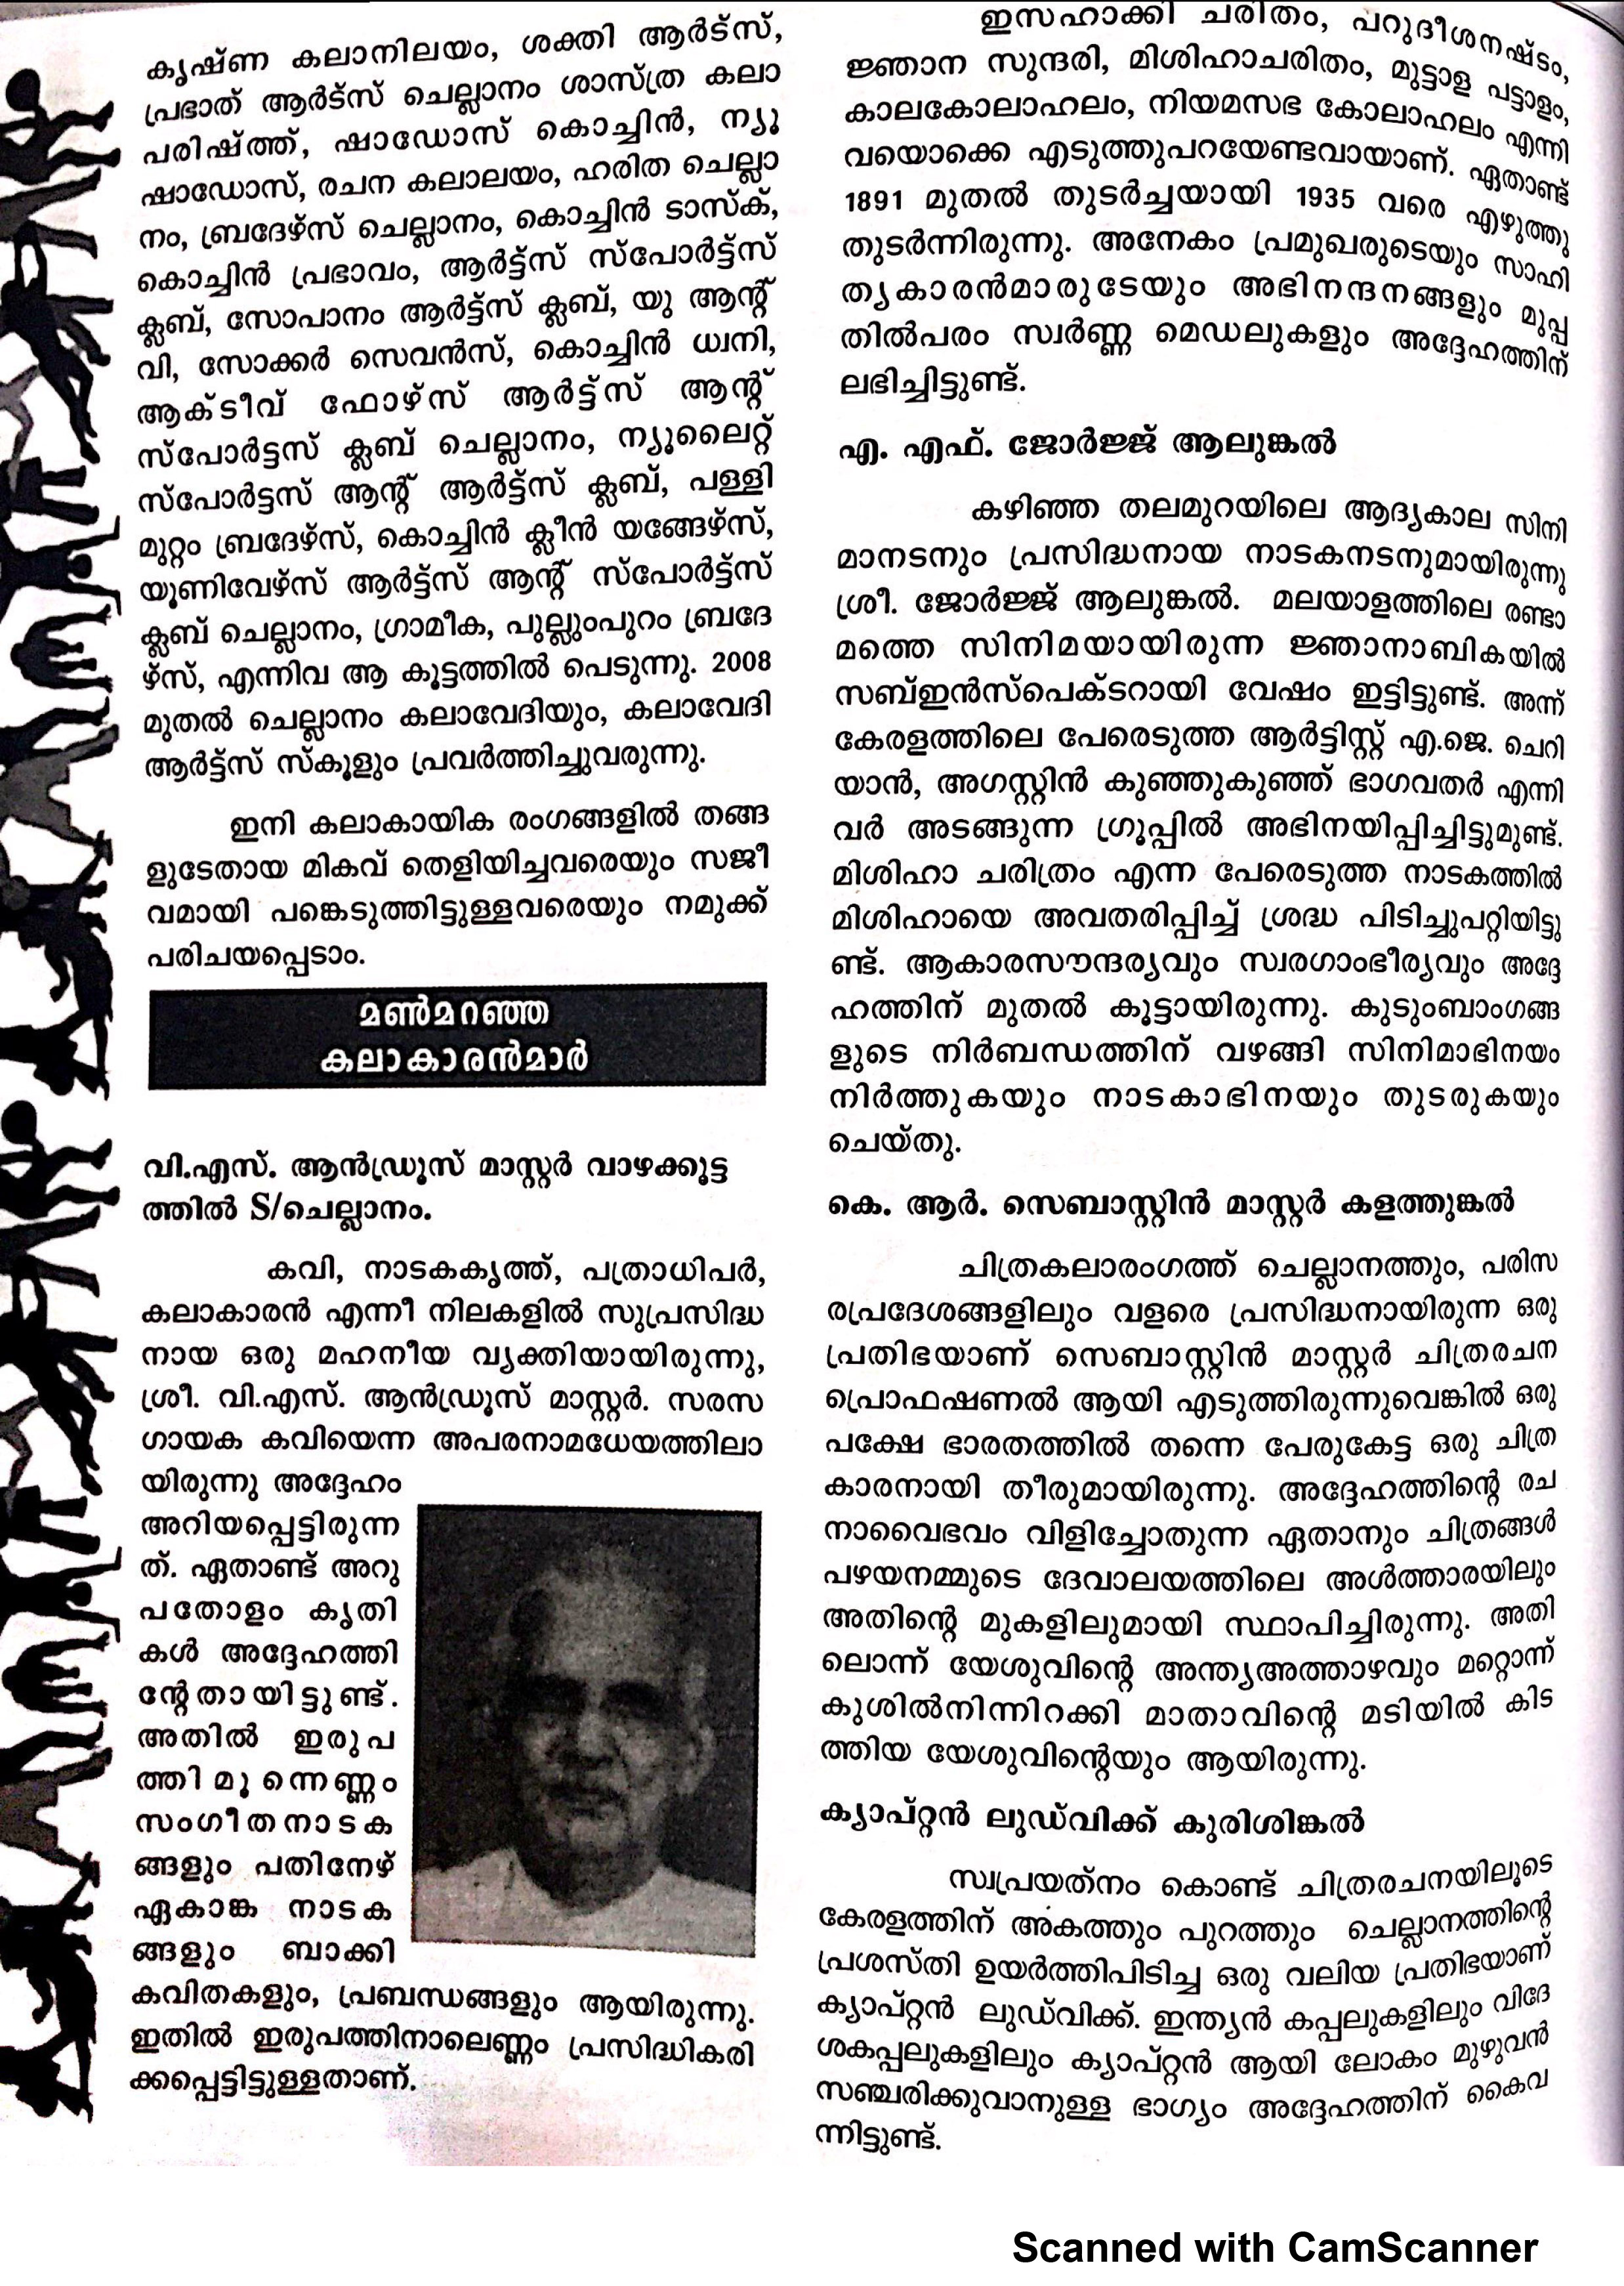 കൃഷ്ണ കലാനിലയം, ശക്തി ആർട്സ്,
പ്രഭാത് ആർട്സ് ചെല്ലാനം ശാസ്ത്ര കലാ
പരിഷ്ത്ത്, ഷാഡോസ് കൊച്ചിൻ, ന്യൂ
ഷാഡോസ്, രചന കലാലയം, ഹരിത ചെല്ലാ
നം, ബ്രദേഴ്സ് ചെല്ലാനം, കൊച്ചിൻ ടാസ്ക്,
കൊച്ചിൻ പ്രഭാവം, ആർട്ട്സ് സ്പോർട്ട്സ്
ക്ലബ്, സോപാനം ആർട്ട്സ് ക്ലബ്, യു ആന്റ്
വി, സോക്കർ സെവൻസ്, കൊച്ചിൻ ധ്വനി,
ആക്ടീവ് ഫോഴ്സ് ആർട്ട്സ് ആന്റ്
സ്പോർട്ടസ് ക്ലബ് ചെല്ലാനം, ന്യൂലൈറ്റ്
സ്പോർട്ടസ് ആന്റ് ആർട്ട്സ് ക്ലബ്, പള്ളി
മുറ്റം ബ്രദേഴ്സ്, കൊച്ചിൻ ക്ലീൻ യങ്ങേഴ്സ്,
യൂണിവേഴ്സ് ആർട്ട്സ് ആന്റ് സ്പോർട്ട്സ്
ക്ലബ് ചെല്ലാനം, ഗ്രാമീക, പുല്ലുംപുറം ബ്രദേ
ഴ്സ്, എന്നിവ ആ കൂട്ടത്തിൽ പെടുന്നു. 2008
മുതൽ ചെല്ലാനം കലാവേദിയും, കലാവേദി
ആർട്ട്സ് സ്കൂളും പ്രവർത്തിച്ചുവരുന്നു.
ഇനി കലാകായിക രംഗങ്ങളിൽ തങ്ങ
ളുടേതായ മികവ് തെളിയിച്ചവരെയും സജീ
വമായി പങ്കെടുത്തിട്ടുള്ളവരെയും നമുക്ക്
പരിചയപ്പെടാം.
മൺമറഞ്ഞ
കലാകാരൻമാർ
വി.എസ്. ആൻഡ്രൂസ് മാസ്റ്റർ വാഴക്കൂട്ട
ത്തിൽ S/ചെല്ലാനം.
കവി, നാടകകൃത്ത്, പത്രാധിപർ,
കലാകാരൻ എന്നീ നിലകളിൽ സുപ്രസിദ്ധ
നായ ഒരു മഹനീയ വ്യക്തിയായിരുന്നു,
ശ്രീ. വി.എസ്. ആൻഡ്രൂസ് മാസ്റ്റർ. സരസ
ഗായക കവിയെന്ന അപരനാമധേയത്തിലാ
യിരുന്നു അദ്ദേഹം
അറിയപ്പെട്ടിരുന്ന
ത്. ഏതാണ്ട് അറു
പതോളം കൃതി
കൾ അദ്ദേഹത്തി
ന്റേതായിട്ടുണ്ട്.
അതിൽ ഇരുപ
ത്തിമൂന്നെണ്ണം
സംഗീതനാടക
ങ്ങളും പതിനേഴ്
ഏകാങ്ക നാടക
ങ്ങളും ബാക്കി
കവിതകളും, പ്രബന്ധങ്ങളും ആയിരുന്നു.
ഇതിൽ ഇരുപത്തിനാലെണ്ണം പ്രസിദ്ധികരി
ക്കപ്പെട്ടിട്ടുള്ളതാണ്.
ഇസഹാക്കി ചരിതം, പറുദീശനഷ്ടം,
ജ്ഞാന സുന്ദരി, മിശിഹാചരിതം, മുട്ടാള പട്ടാളം,
കാലകോലാഹലം, നിയമസഭ കോലാഹലം എന്നി
വയൊക്കെ എടുത്തുപറയേണ്ടവായാണ്. ഏതാണ്ട്
1891 മുതൽ തുടർച്ചയായി 1935 വരെ എഴുത്തു
തുടർന്നിരുന്നു. അനേകം പ്രമുഖരുടെയും സാഹി
ത്യകാരൻമാരുടേയും അഭിനന്ദനങ്ങളും മുപ്പ
തിൽപരം സ്വർണ്ണ മെഡലുകളും അദ്ദേഹത്തിന്
ലഭിച്ചിട്ടുണ്ട്.
എ. എഫ്. ജോർജ്ജ് ആലുങ്കൽ
കഴിഞ്ഞ തലമുറയിലെ ആദ്യകാല സിനി
മാനടനും പ്രസിദ്ധനായ നാടകനടനുമായിരുന്നു
ശ്രീ. ജോർജ്ജ് ആലുങ്കൽ. മലയാളത്തിലെ രണ്ടാ
മത്തെ സിനിമയായിരുന്ന ജ്ഞാനാബികയിൽ
സബ്ഇൻസ്പെക്ടറായി വേഷം ഇട്ടിട്ടുണ്ട്. അന്ന്
കേരളത്തിലെ പേരെടുത്ത ആർട്ടിസ്റ്റ് എ.ജെ. ചെറി
യാൻ, അഗസ്റ്റിൻ കുഞ്ഞുകുഞ്ഞ് ഭാഗവതർ എന്നി
വർ അടങ്ങുന്ന ഗ്രൂപ്പിൽ അഭിനയിപ്പിച്ചിട്ടുമുണ്ട്.
മിശിഹാ ചരിത്രം എന്ന പേരെടുത്ത നാടകത്തിൽ
മിശിഹായെ അവതരിപ്പിച്ച് ശ്രദ്ധ പിടിച്ചുപറ്റിയിട്ടു
ണ്ട്. ആകാരസൗന്ദര്യവും സ്വരഗാംഭീര്യവും അദ്ദേ
ഹത്തിന് മുതൽ കൂട്ടായിരുന്നു. കുടുംബാംഗങ്ങ
ളുടെ നിർബന്ധത്തിന് വഴങ്ങി സിനിമാഭിനയം
നിർത്തുകയും നാടകാഭിനയും തുടരുകയും
ചെയ്തു.
കെ. ആർ. സെബാസ്റ്റിൻ മാസ്റ്റർ കളത്തുങ്കൽ
ചിത്രകലാരംഗത്ത് ചെല്ലാനത്തും, പരിസ
രപ്രദേശങ്ങളിലും വളരെ പ്രസിദ്ധനായിരുന്ന ഒരു
പ്രതിഭയാണ് സെബാസ്റ്റിൻ മാസ്റ്റർ ചിത്രരചന
പ്രൊഫഷണൽ ആയി എടുത്തിരുന്നുവെങ്കിൽ ഒരു
പക്ഷേ ഭാരതത്തിൽ തന്നെ പേരുകേട്ട ഒരു ചിത്ര
കാരനായി തീരുമായിരുന്നു. അദ്ദേഹത്തിന്റെ രച
നാവൈഭവം വിളിച്ചോതുന്ന ഏതാനും ചിത്രങ്ങൾ
പഴയനമ്മുടെ ദേവാലയത്തിലെ അൾത്താരയിലും
അതിന്റെ മുകളിലുമായി സ്ഥാപിച്ചിരുന്നു. അതി
ലൊന്ന് യേശുവിന്റെ അന്ത്യഅത്താഴവും മറ്റൊന്ന്
കുശിൽനിന്നിറക്കി മാതാവിന്റെ മടിയിൽ കിട
ത്തിയ യേശുവിന്റെയും ആയിരുന്നു.
ക്യാപ്റ്റൻ ലുഡ്‌വിക്ക് കുരിശിങ്കൽ
സ്വപ്രയത്നം കൊണ്ട് ചിത്രരചനയിലൂടെ
കേരളത്തിന് അകത്തും പുറത്തും ചെല്ലാനത്തിന്റെ
പ്രശസ്തി ഉയർത്തിപിടിച്ച ഒരു വലിയ പ്രതിഭയാണ്
ക്യാപ്റ്റൻ ലുഡ്‌വിക്ക്. ഇന്ത്യൻ കപ്പലുകളിലും വിദേ
ശകപ്പലുകളിലും ക്യാപ്റ്റൻ ആയി ലോകം മുഴുവൻ
സഞ്ചരിക്കുവാനുള്ള ഭാഗ്യം അദ്ദേഹത്തിന് കൈവ
ന്നിട്ടുണ്ട്.
Scanned with CamScanner